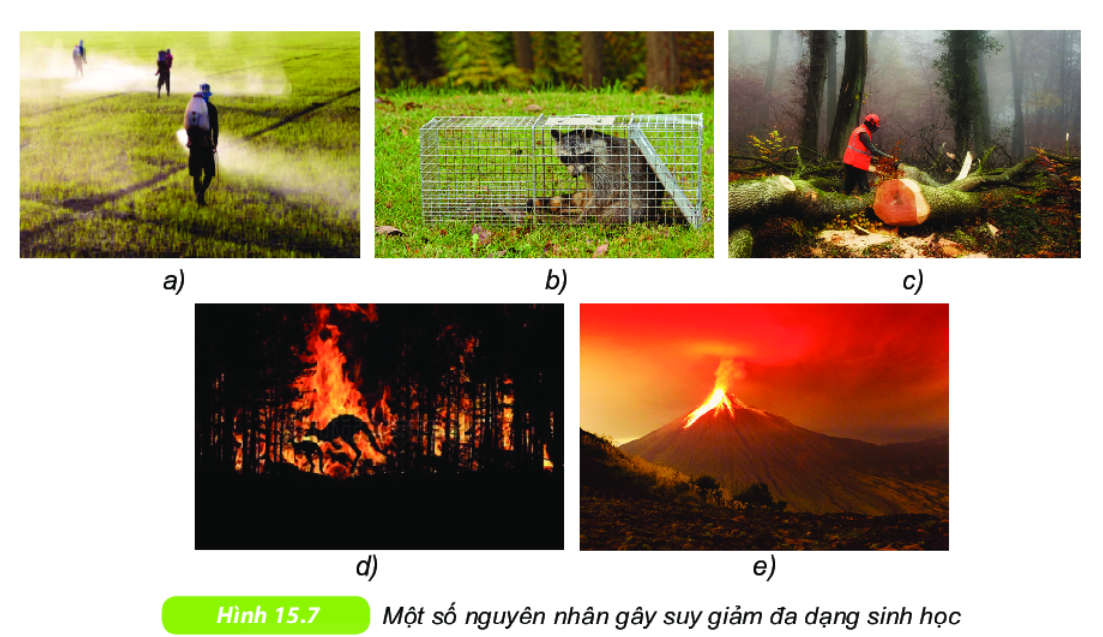 a)
b)
c)
d)
e)
Hình 15.7 Một số nguyên nhân gây suy giảm đa dạng sinh học